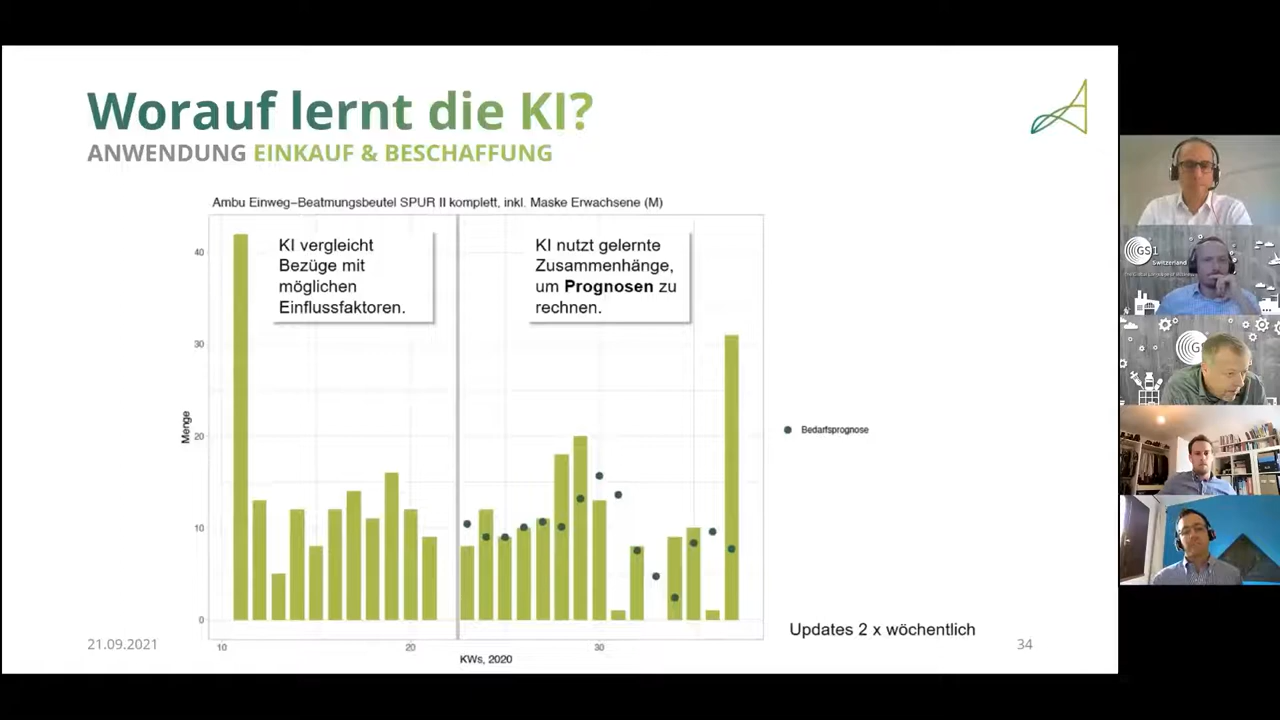 Worauf lernt die KI?
ANWENDUNG EINKAUF & BESCHAFFUNG
Ambu Einweg-Beatmungsbeutel SPUR II komplett, inkl. Maske Erwachsene (M)
KI vergleicht
Bezüge mit
möglichen
Einflussfaktoren.
KI nutzt gelernte
Zusammenhänge,
um Prognosen zu
rechnen.
Menge
40
30
20
10
0
10
20
30
KWs, 2020
Bedarfsprognose
Updates 2 x wöchentlich
21.09.2021
34
GS1
Switzerland